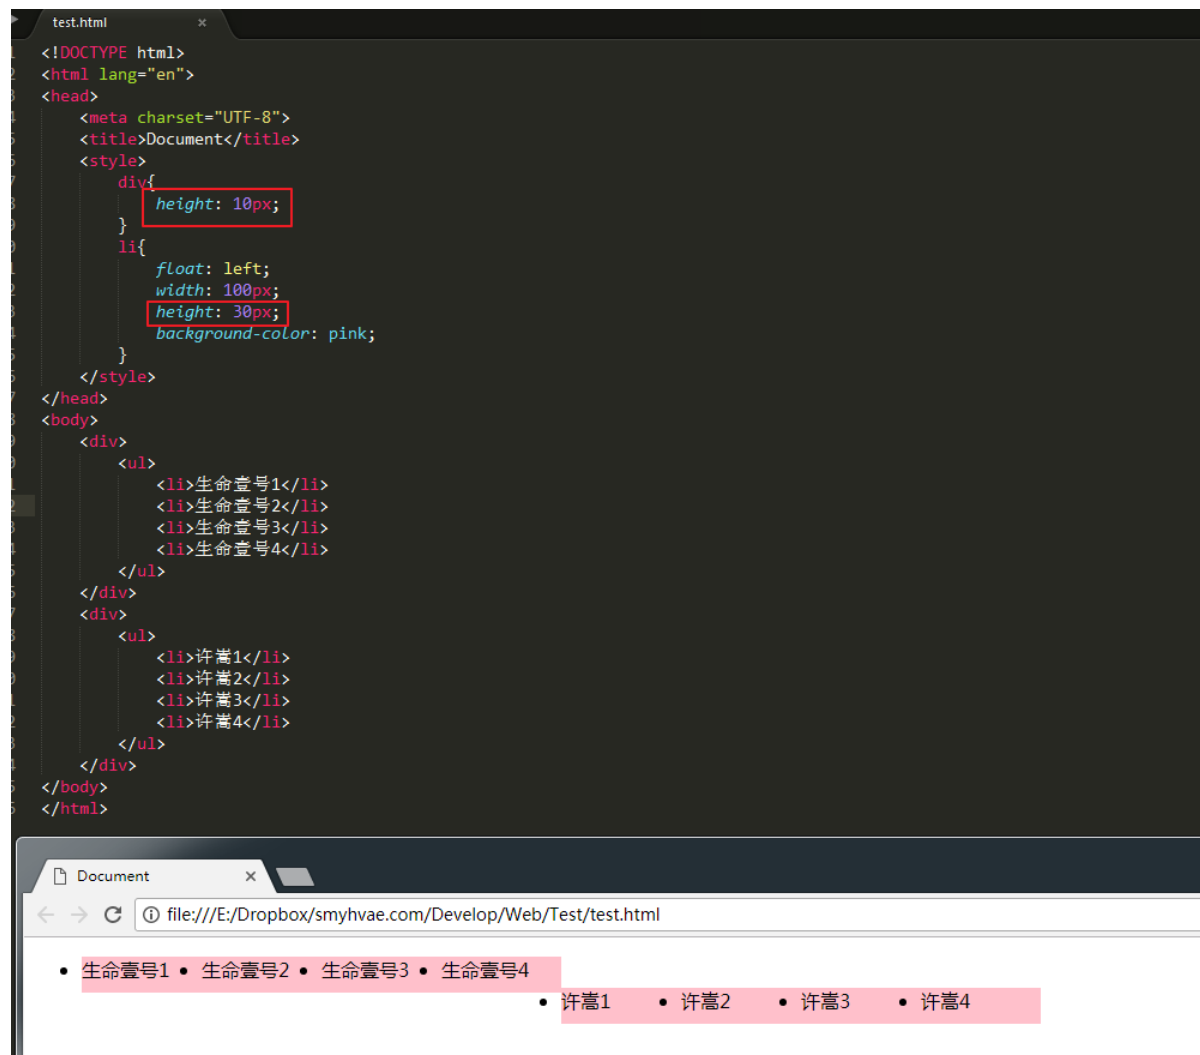 test.html
<!DOCTYPE html>
<html lang="en">
<head>
    <meta charset="UTF-8">
    <title>Document</title>
    <style>
        div{
            height: 10px;
        }
        li{
            float: left;
            width: 100px;
            height: 30px;
            background-color: pink;
        }
    </style>
</head>
<body>
    <div>
        <ul>
            <li>生命壹号1</li>
            <li>生命壹号2</li>
            <li>生命壹号3</li>
            <li>生命壹号4</li>
        </ul>
    </div>
    <div>
        <ul>
            <li>许嵩1</li>
            <li>许嵩2</li>
            <li>许嵩3</li>
            <li>许嵩4</li>
        </ul>
    </div>
</body>
</html>
Document
file:///E:/Dropbox/smyhvae.com/Develop/Web/Test/test.html
• 生命壹号1 • 生命壹号2 • 生命壹号3 • 生命壹号4
• 许嵩1 • 许嵩2 • 许嵩3 • 许嵩4